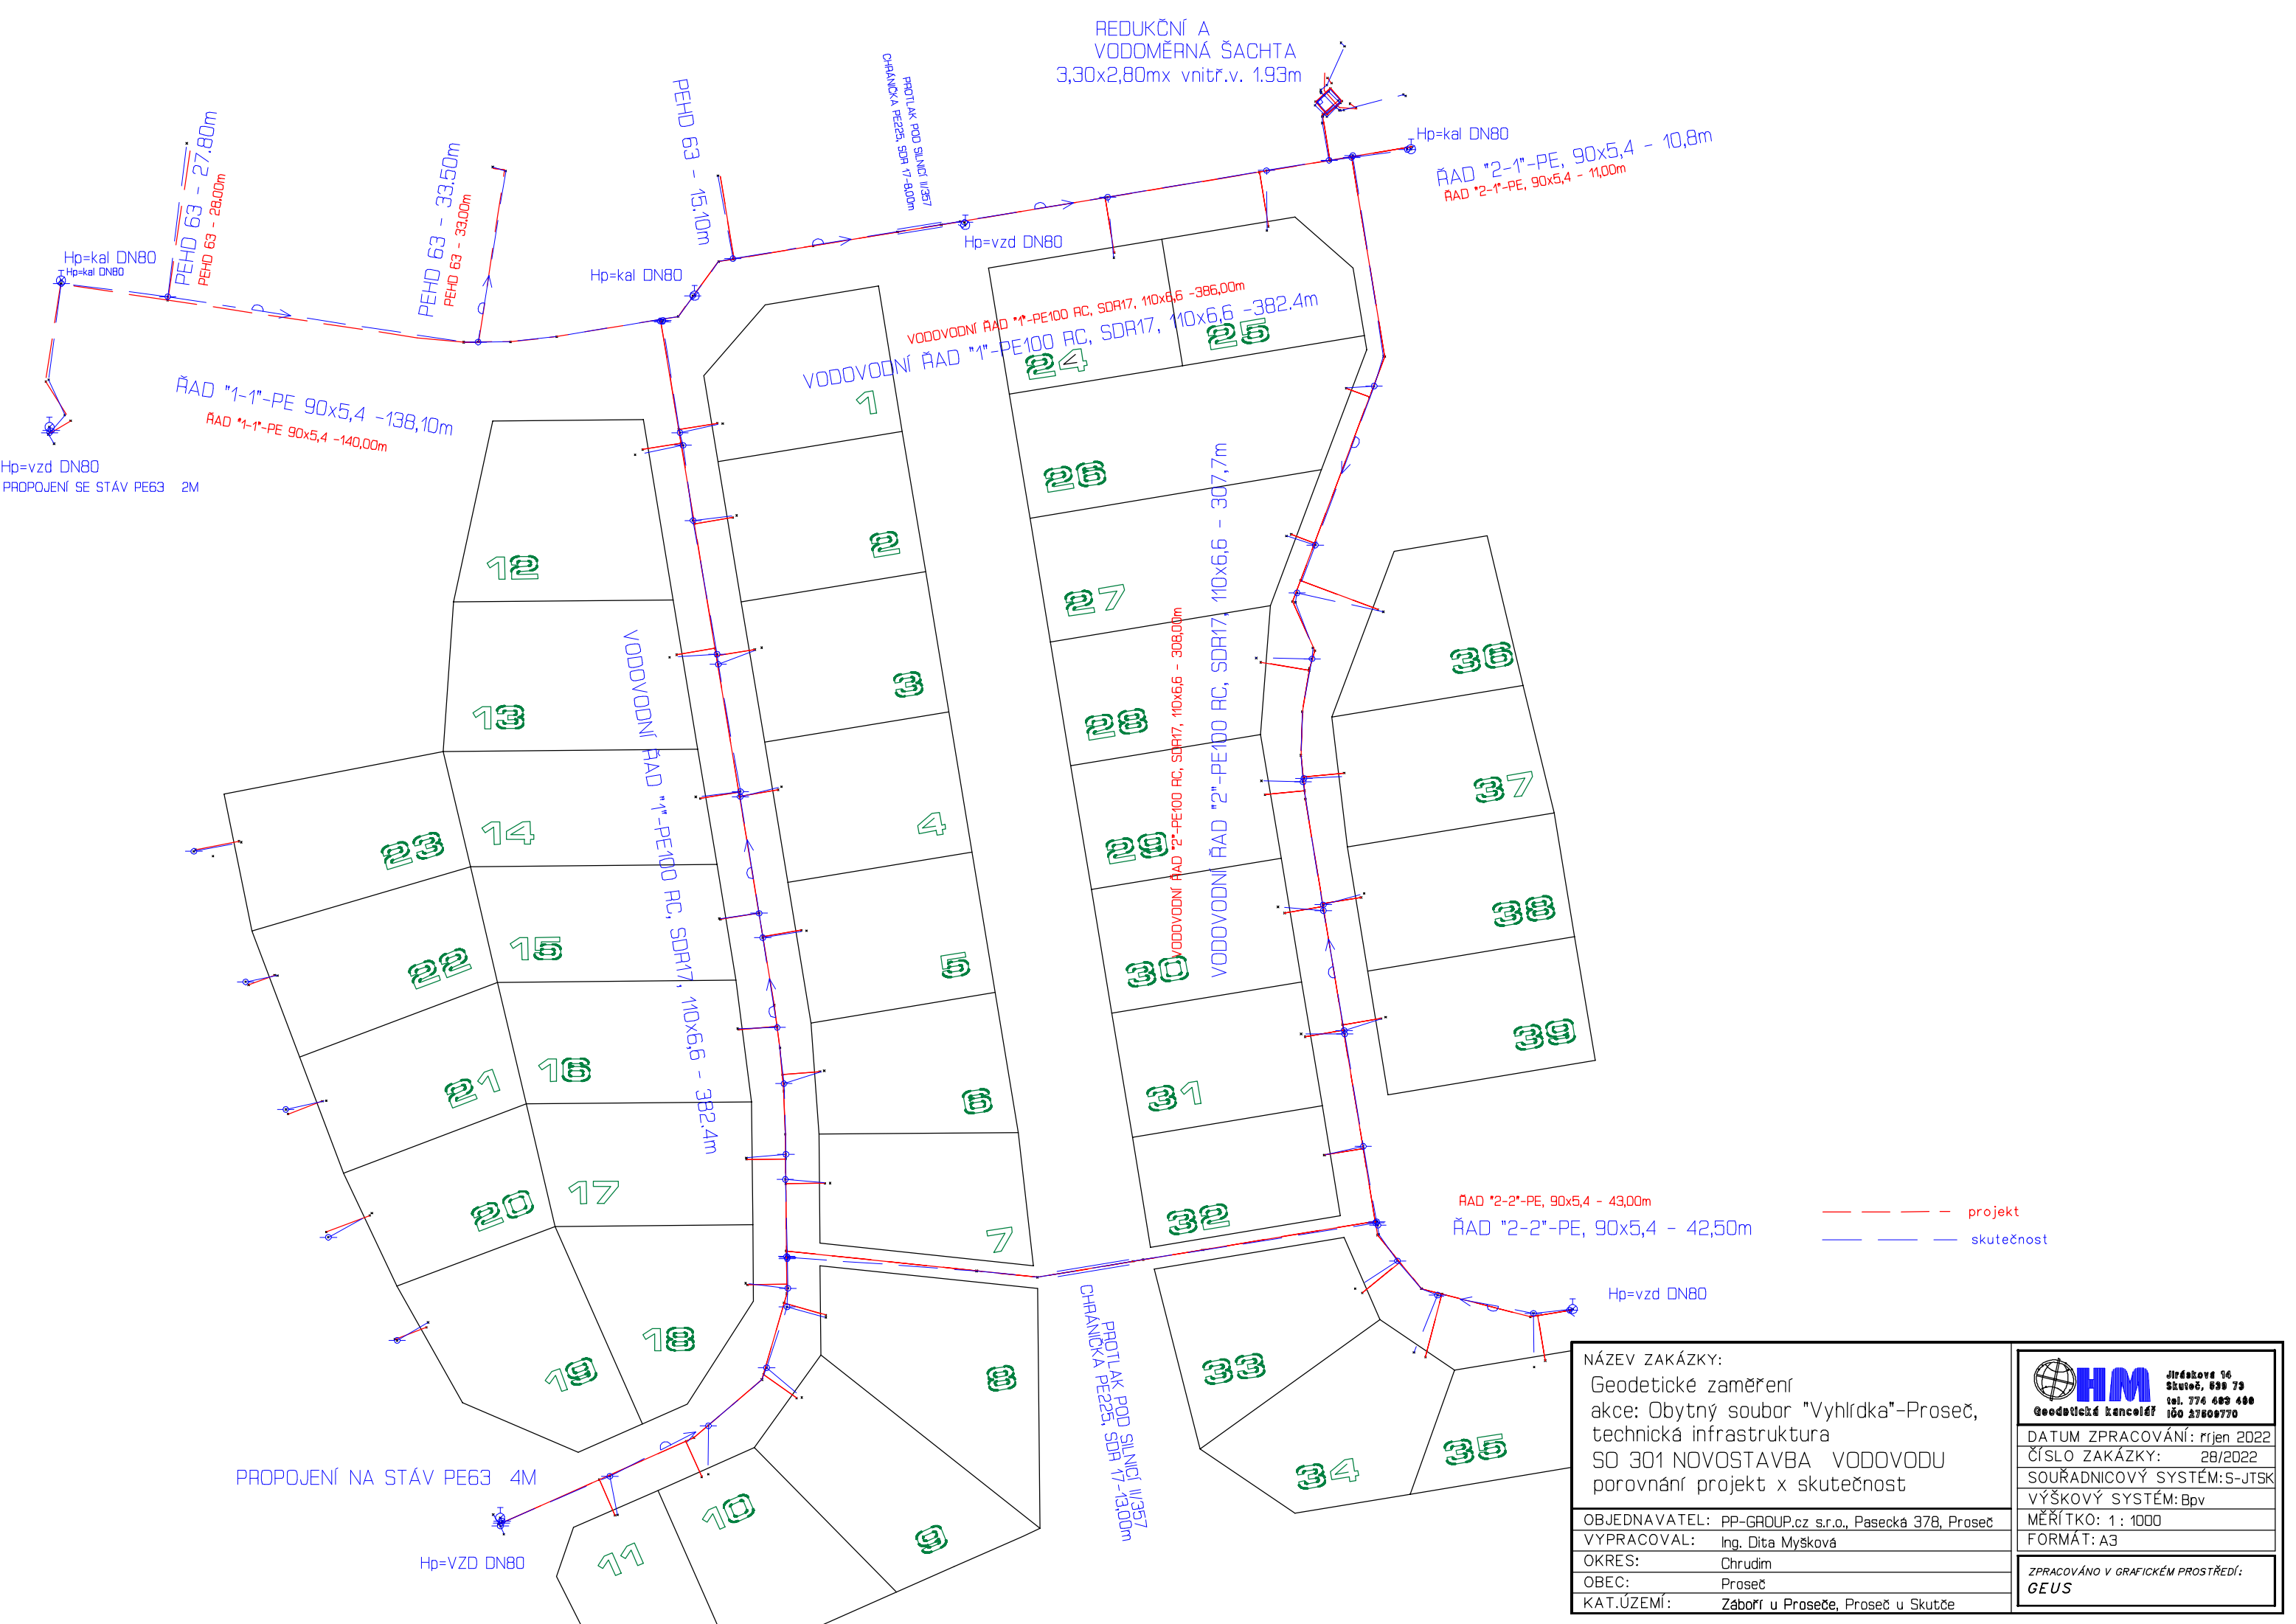 REDUKČNÍ A
VODOMĚRNÁ ŠACHTA
3,30x2,80mx vnitř.v. 1.93m
PROTLAK POD SILNICÍ II/357
CHRÁNIČKA PE225, SDR 17-8.00m
PEHD 63 - 27.80m
PEHD 63 - 28.00m
PEHD 63 - 33.50m
PEHD 63 - 33.00m
PEHD 63 - 15.10m
Hp=kal DN80
ŘAD "2-1"-PE, 90x5,4 - 10,8m
ŘAD "2-1"-PE, 90x5,4 - 11,00m
Hp=kal DN80
Hp=kal DN80
Hp=kal DN80
Hp=vzd DN80
VODOVODNÍ ŘAD "1"-PE100 RC, SDR17, 110x6,6 -386,00m
VODOVODNÍ ŘAD "1"-PE100 RC, SDR17, 110x6,6 -382.4m
ŘAD "1-1"-PE 90x5,4 -138,10m
ŘAD "1-1"-PE 90x5,4 -140,00m
Hp=vzd DN80
PROPOJENÍ SE STÁV PE63 2M
VODOVODNÍ ŘAD "1"-PE100 RC, SDR17, 110x6,6 - 382.4m
VODOVODNÍ ŘAD "2"-PE100 RC, SDR17, 110x6,6 - 308,00m
VODOVODNÍ ŘAD "2"-PE100 RC, SDR17, 110x6,6 - 307,7m
1
2
3
4
5
6
7
8
9
10
11
12
13
14
15
16
17
18
19
20
21
22
23
24
25
26
27
28
29
30
31
32
33
34
35
36
37
38
39
ŘAD "2-2"-PE, 90x5,4 - 43,00m
ŘAD "2-2"-PE, 90x5,4 - 42,50m
projekt
skutečnost
Hp=vzd DN80
PROTLAK POD SILNICÍ II/357
CHRÁNIČKA PE225, SDR 17-13,00m
PROPOJENÍ NA STÁV PE63 4M
Hp=VZD DN80
NÁZEV ZAKÁZKY:
Geodetické zaměření
akce: Obytný soubor "Vyhlídka"-Proseč,
technická infrastruktura
SO 301 NOVOSTAVBA VODOVODU
porovnání projekt x skutečnost
OBJEDNAVATEL: PP-GROUP.cz s.r.o., Pasecká 378, Proseč
VYPRACOVAL: Ing. Dita Myšková
OKRES: Chrudim
OBEC: Proseč
KAT.ÚZEMÍ: Záboří u Proseče, Proseč u Skutče
HM
Geodetická kancelář
Jiráskova 14
Skuteč, 539 73
IČO 27509770
DATUM ZPRACOVÁNÍ: říjen 2022
ČÍSLO ZAKÁZKY: 28/2022
SOUŘADNICOVÝ SYSTÉM: S-JTSK
VÝŠKOVÝ SYSTÉM: Bpv
MĚŘÍTKO: 1 : 1000
FORMÁT: A3
ZPRACOVÁNO V GRAFICKÉM PROSTŘEDÍ:
GEUS